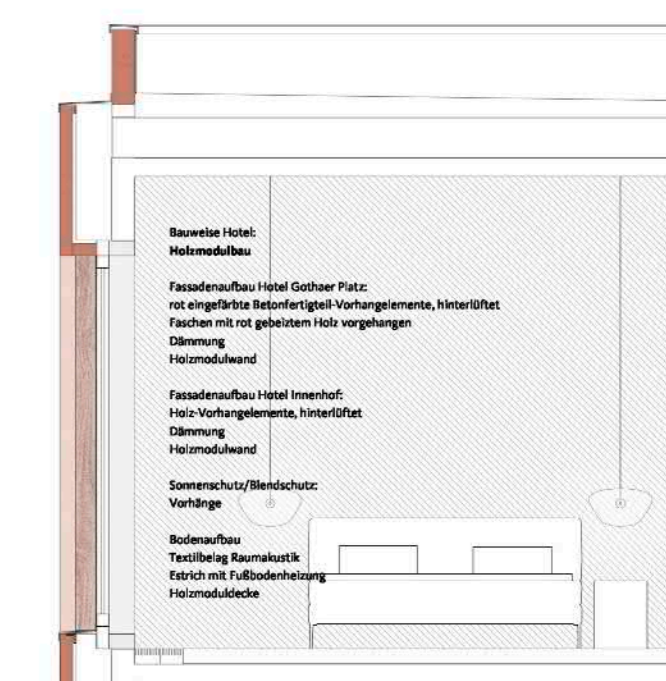 Bauweise Hotel:
Holzmodulbau
Fassadenaufbau Hotel Gothaer Platz:
rot eingefärbte Betonfertigteil-Vorhangelemente, hinterlüftet
Faschen mit rot gebeiztem Holz vorgehangen
Dämmung
Holzmodulwand
Fassadenaufbau Hotel Innenhof:
Holz-Vorhangelemente, hinterlüftet
Dämmung
Holzmodulwand
Sonnenschutz/Blendschutz:
Vorhänge
Bodenaufbau
Textilbelag Raumakustik
Estrich mit Fußbodenheizung
Holzmoduldecke